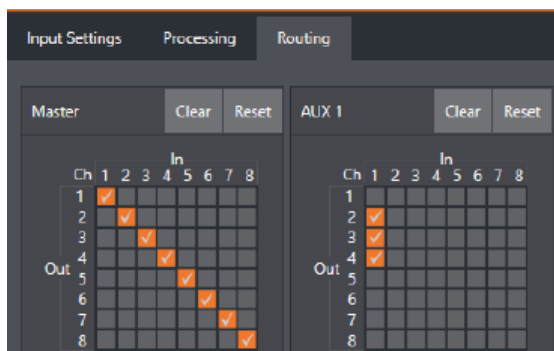 Input Settings Processing Routing
Master Clear Reset AUX 1 Clear Reset
In In
Ch 1 2 3 4 5 6 7 8 Ch 1 2 3 4 5 6 7 8
1 1
2 2
3 3
4 4
Out Out
5 5
6 6
7 7
8 8